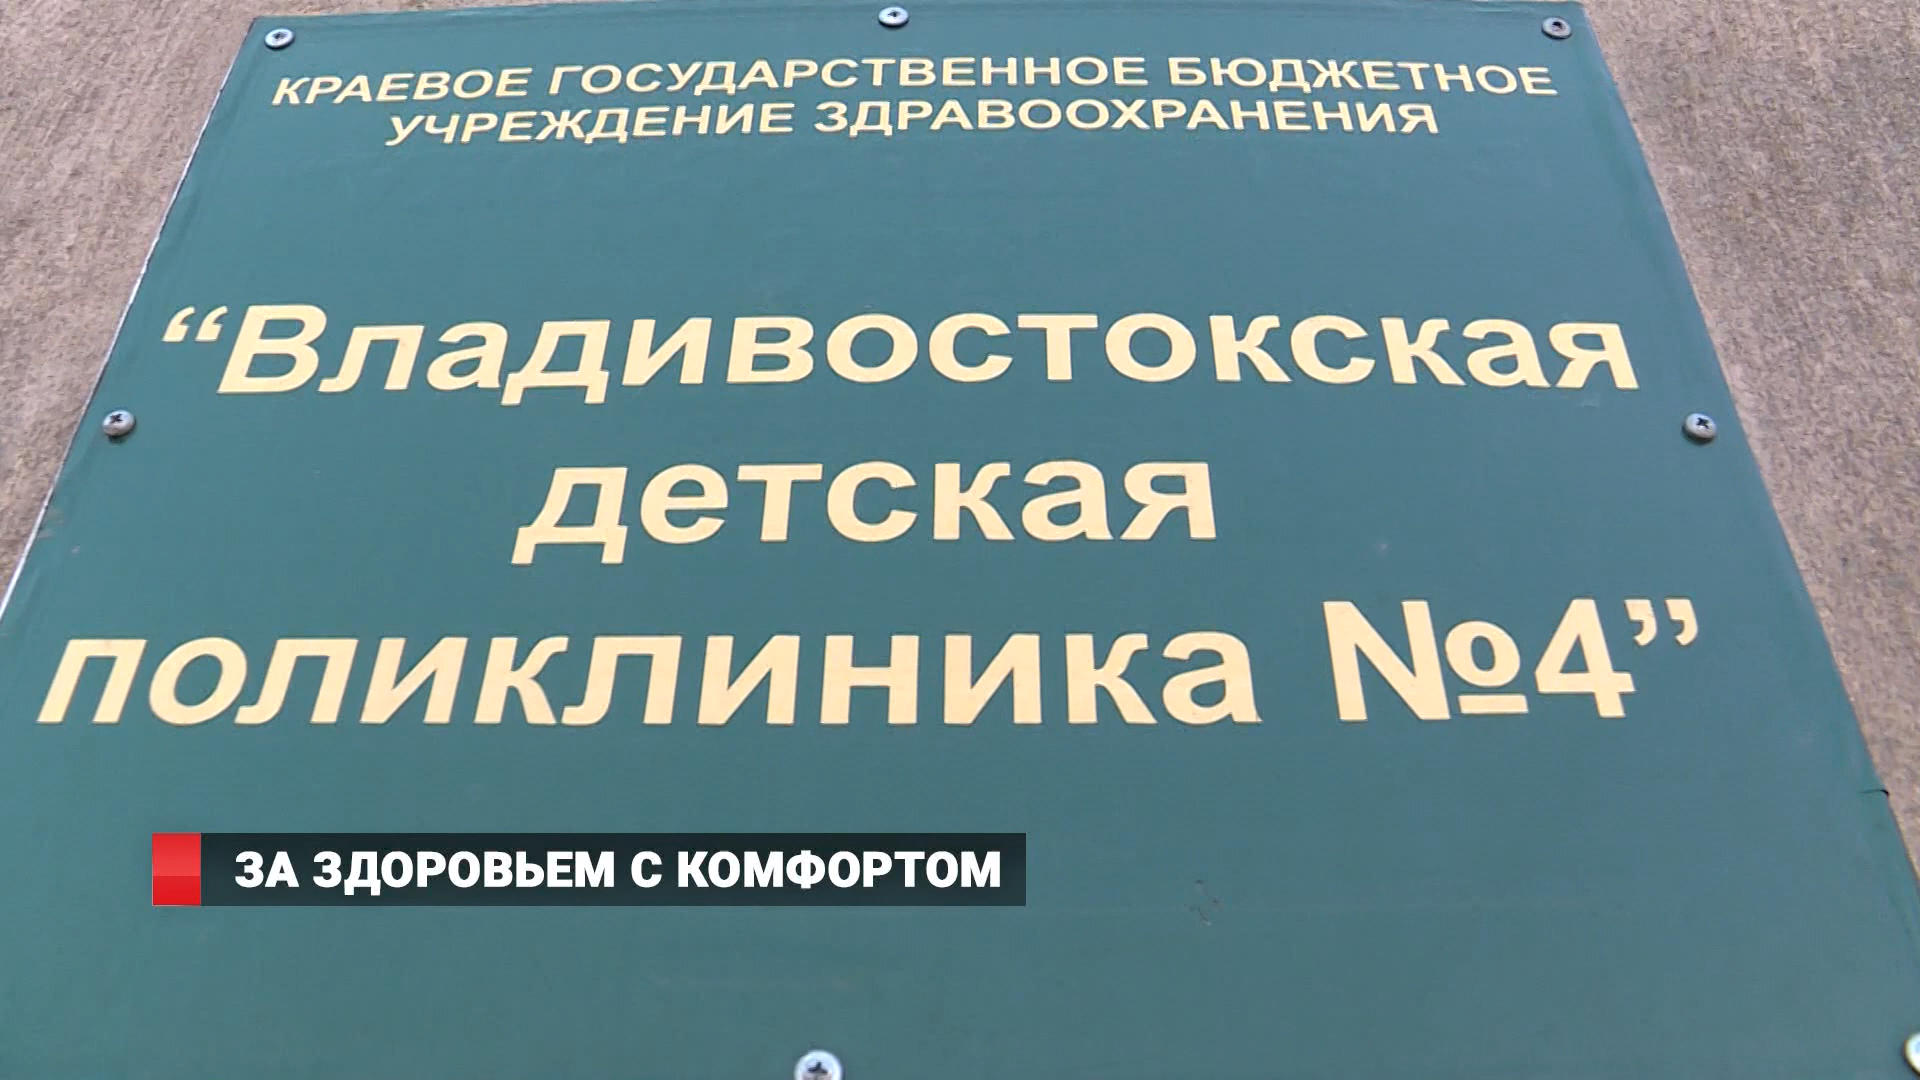 КРАЕВОЕ ГОСУДАРСТВЕННОЕ БЮДЖЕТНОЕ
УЧРЕЖДЕНИЕ ЗДРАВООХРАНЕНИЯ
“Владивостокская
детская
поликлиника №4”
ЗА ЗДОРОВЬЕМ С КОМФОРТОМ